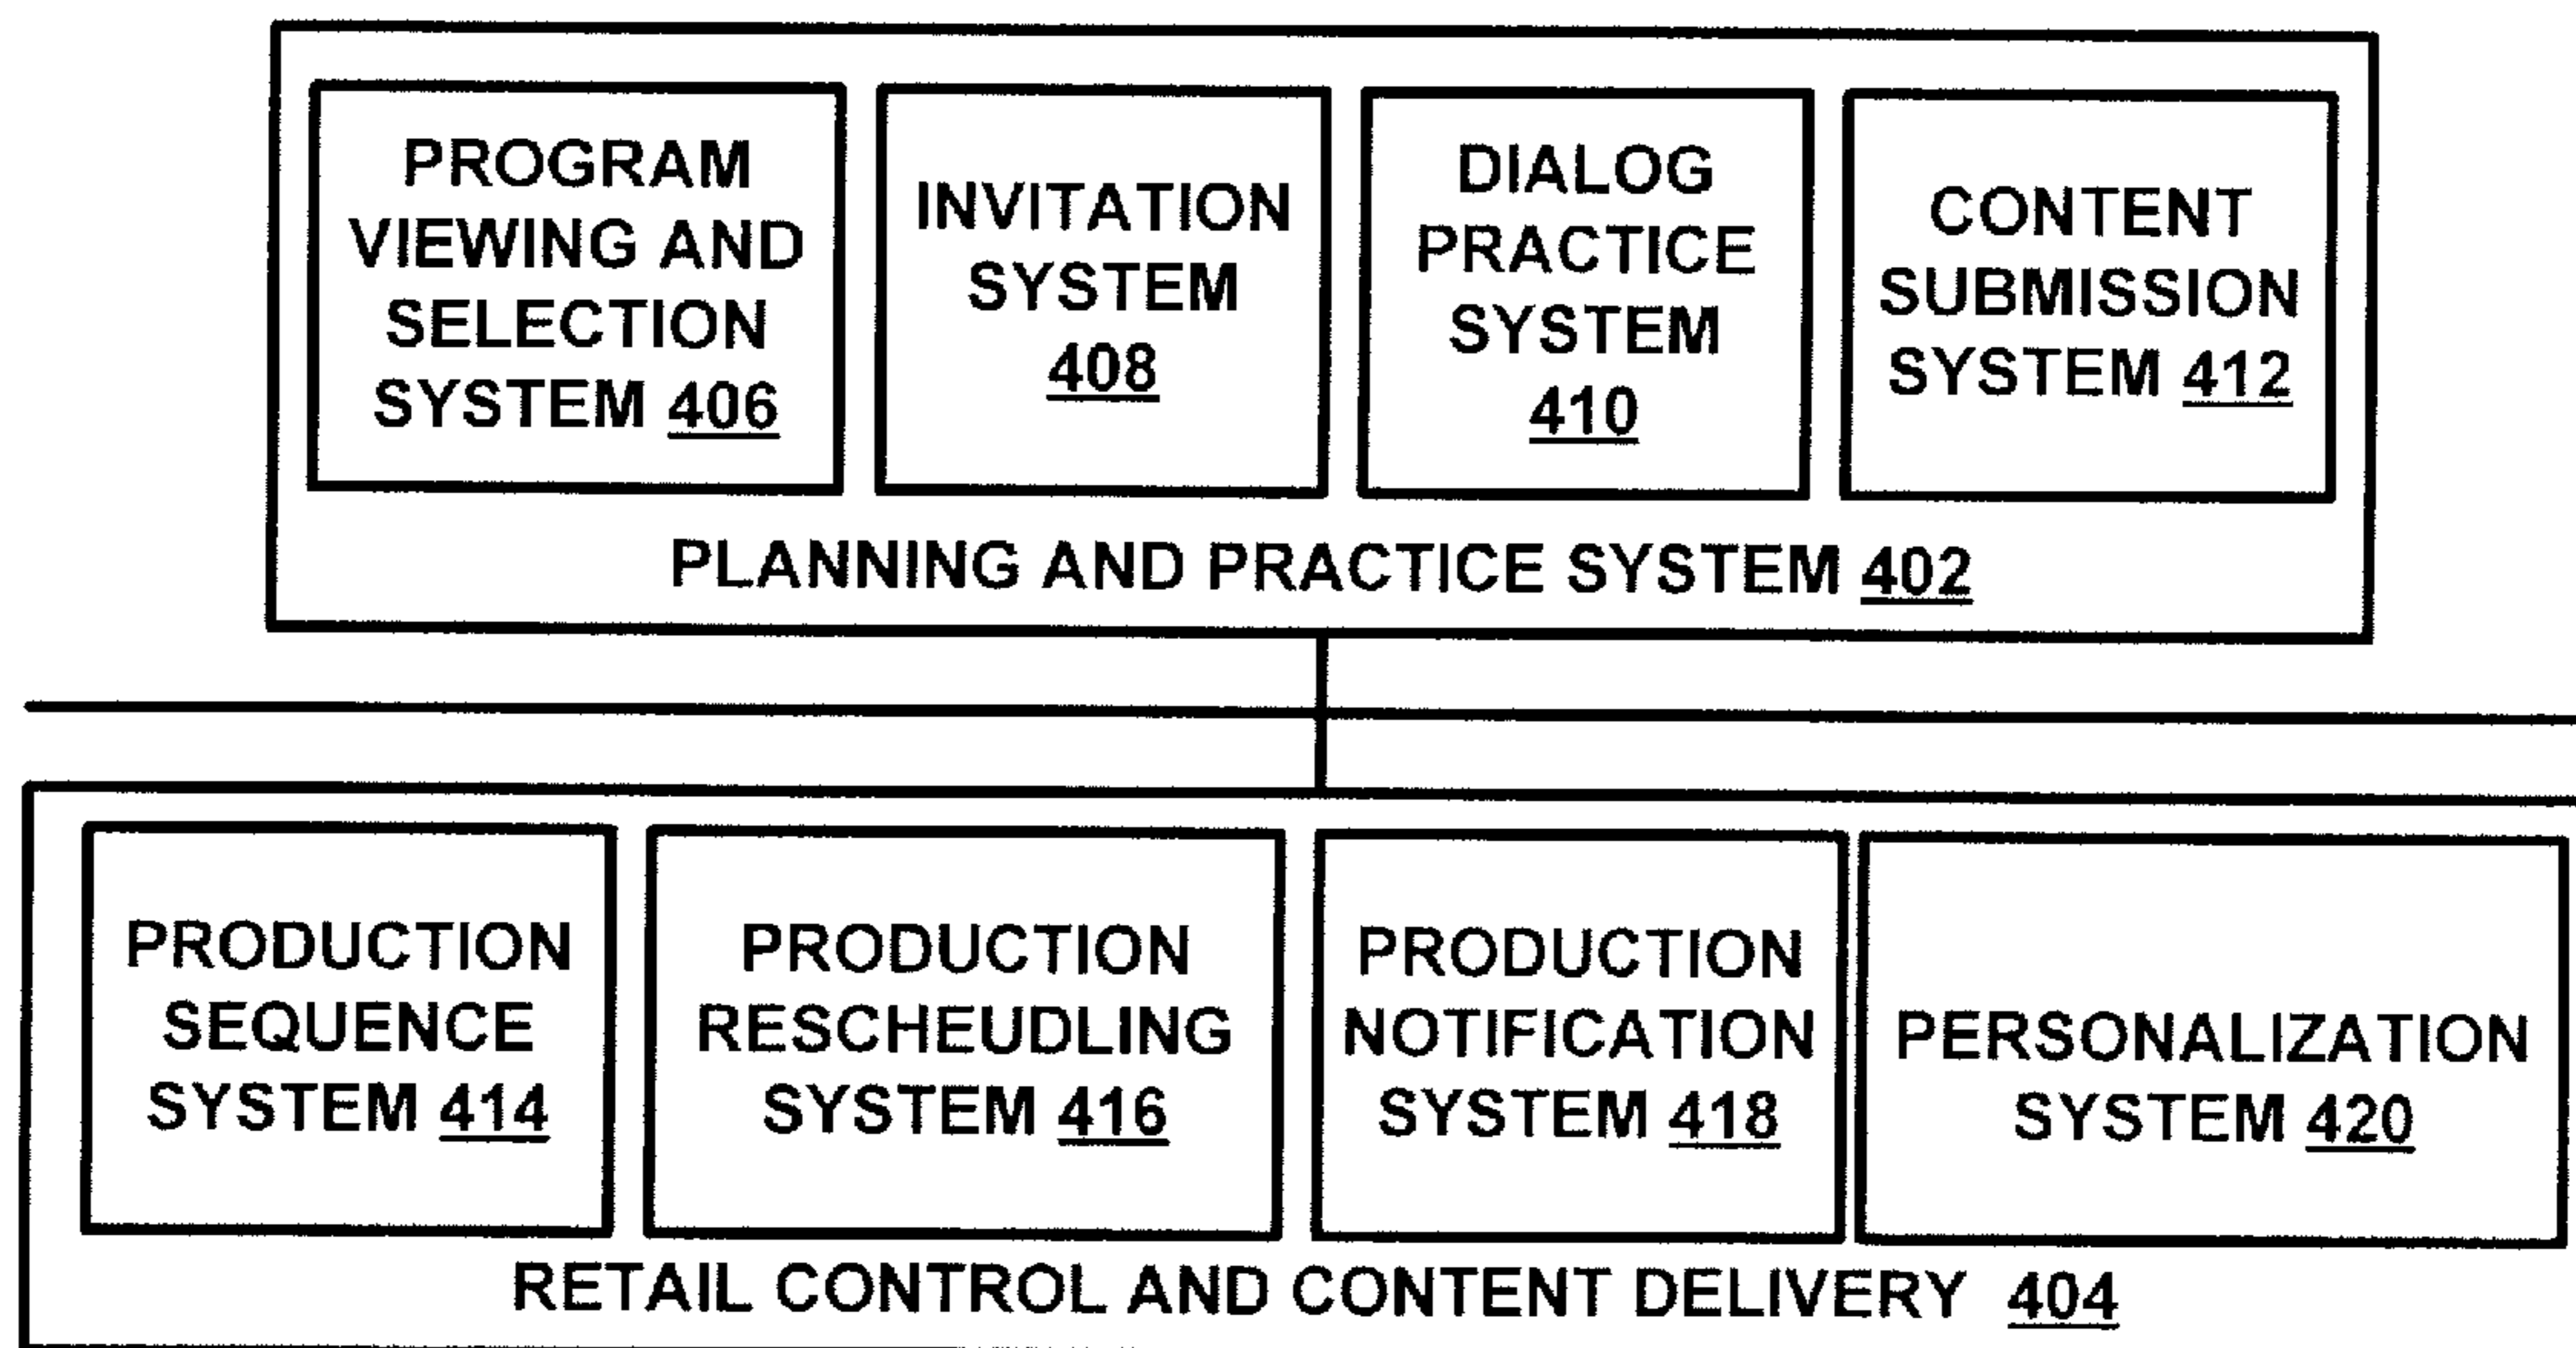 PROGRAM
VIEWING AND
SELECTION
SYSTEM 406
INVITATION
SYSTEM
408
DIALOG
PRACTICE
SYSTEM
410
CONTENT
SUBMISSION
SYSTEM 412
PLANNING AND PRACTICE SYSTEM 402
PRODUCTION
SEQUENCE
SYSTEM 414
PRODUCTION
RESCHEUDLING
SYSTEM 416
PRODUCTION
NOTIFICATION
SYSTEM 418
PERSONALIZATION
SYSTEM 420
RETAIL CONTROL AND CONTENT DELIVERY 404